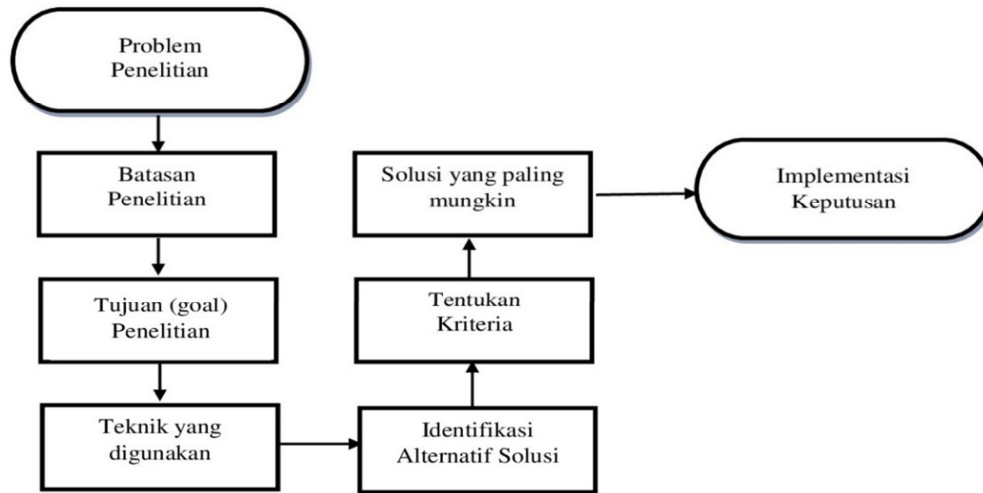 Problem
Penelitian
Batasan
Penelitian
Tujuan (goal)
Penelitian
Teknik yang
digunakan
Identifikasi
Alternatif Solusi
Tentukan
Kriteria
Solusi yang paling
mungkin
Implementasi
Keputusan